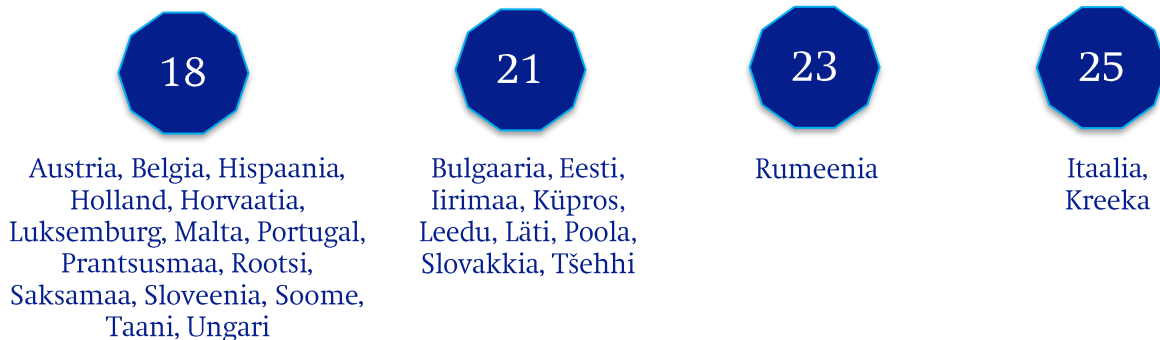 18
Austria, Belgia, Hispaania,
Holland, Horvaatia,
Luksemburg, Malta, Portugal,
Prantsusmaa, Rootsi,
Saksamaa, Sloveenia, Soome,
Taani, Ungari
21
Bulgaaria, Eesti,
Iirimaa, Küpros,
Leedu, Läti, Poola,
Slovakkia, Tšehhi
23
Rumeenia
25
Itaalia,
Kreeka